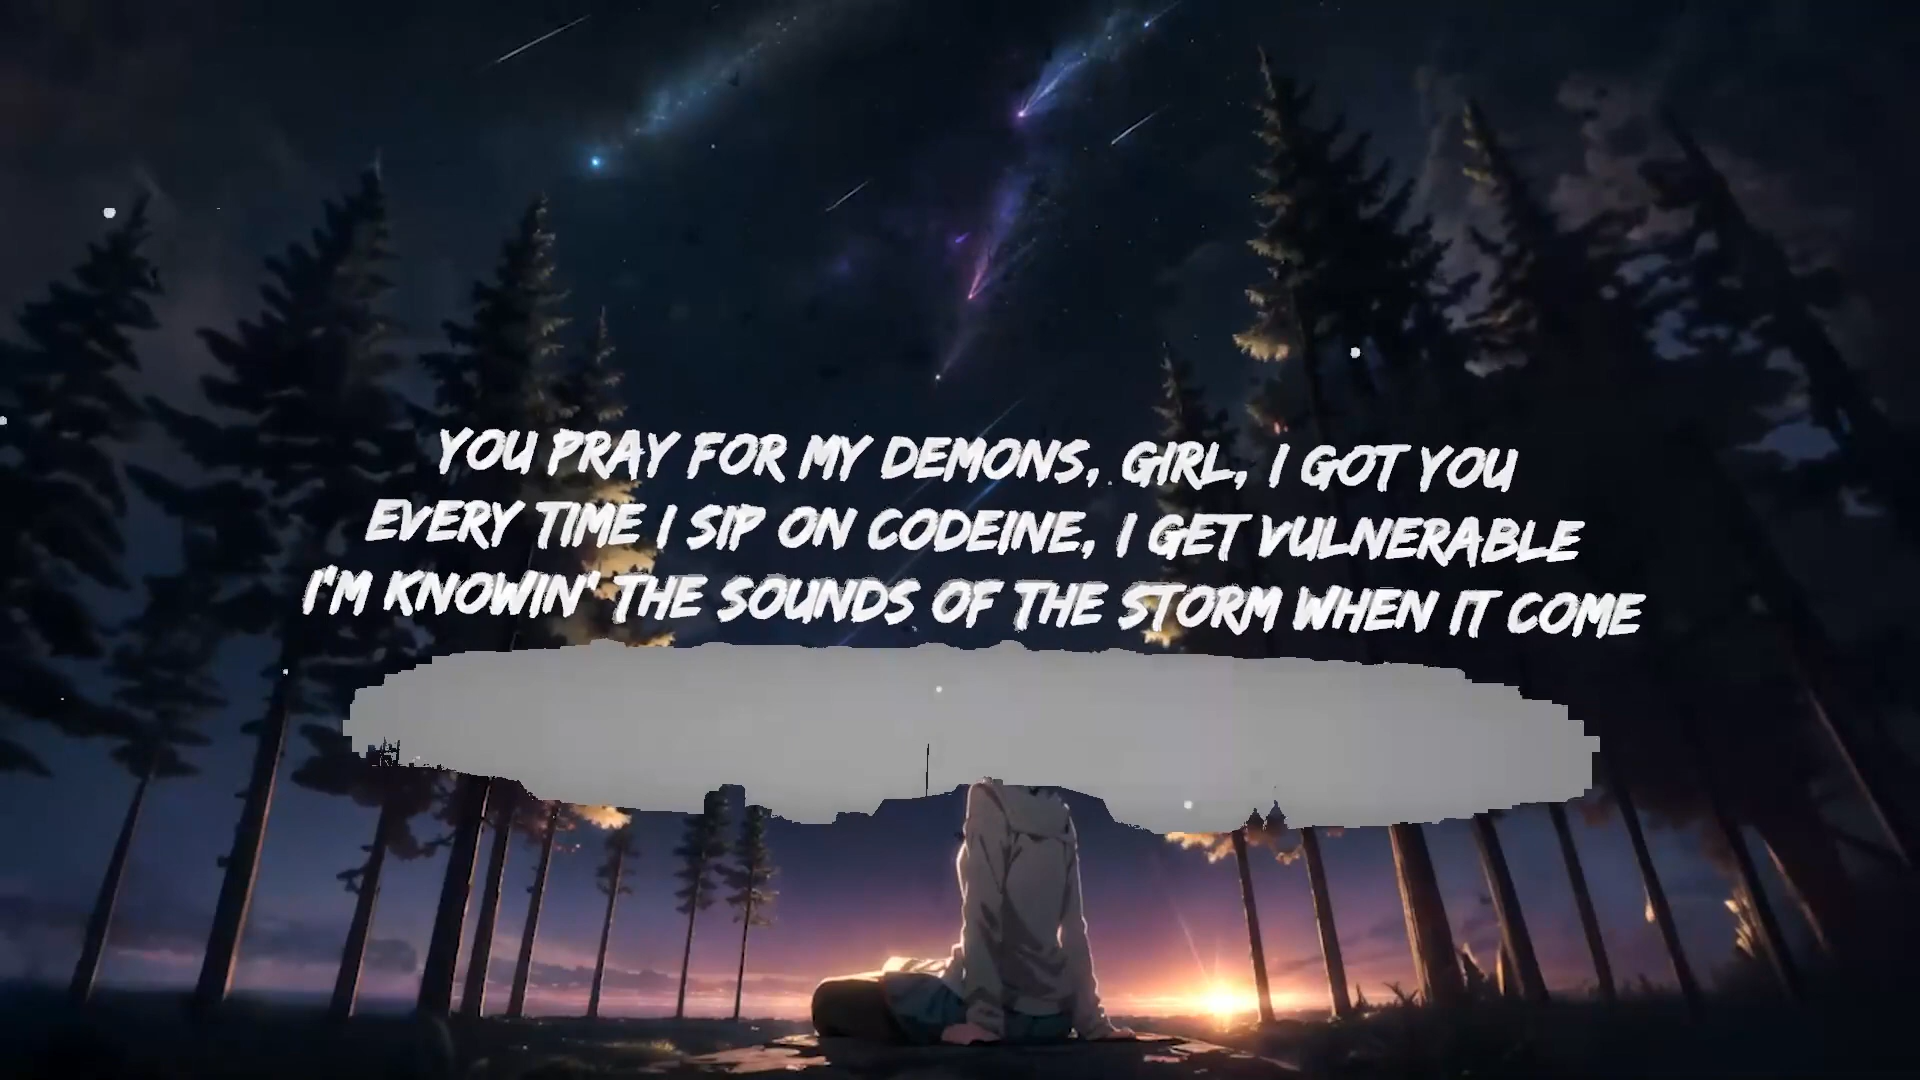 YOU PRAY FOR MY DEMONS, GIRL, I GOT YOU
EVERY TIME I SIP ON CODEINE, I GET VULNERABLE
I'M KNOWIN' THE SOUNDS OF THE STORM WHEN IT COME